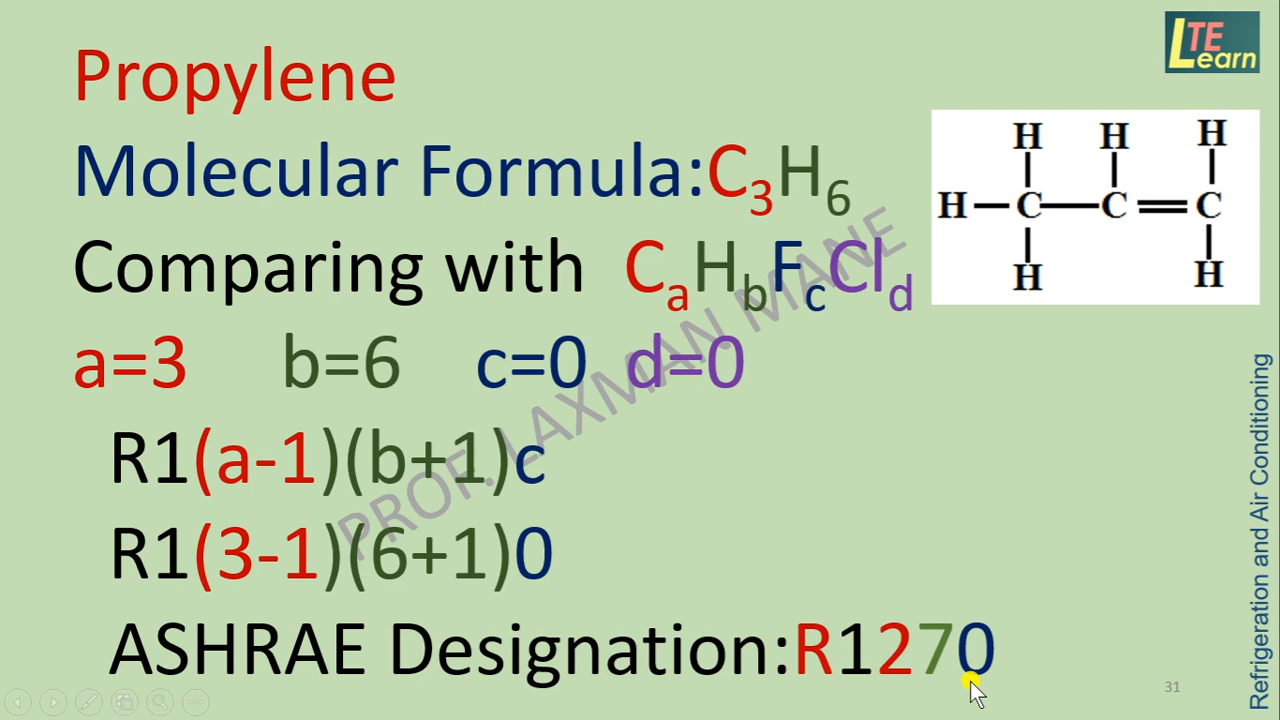 LTE
Learn
Propylene
Molecular Formula:C3H6
Comparing with CaHbFcCld
a=3 b=6 c=0 d=0
R1(a-1)(b+1)c
R1(3-1)(6+1)0
ASHRAE Designation:R1270
H H H
H C C C
H H
PROF. LAXMAN MANE
Refrigeration and Air Conditioning
31